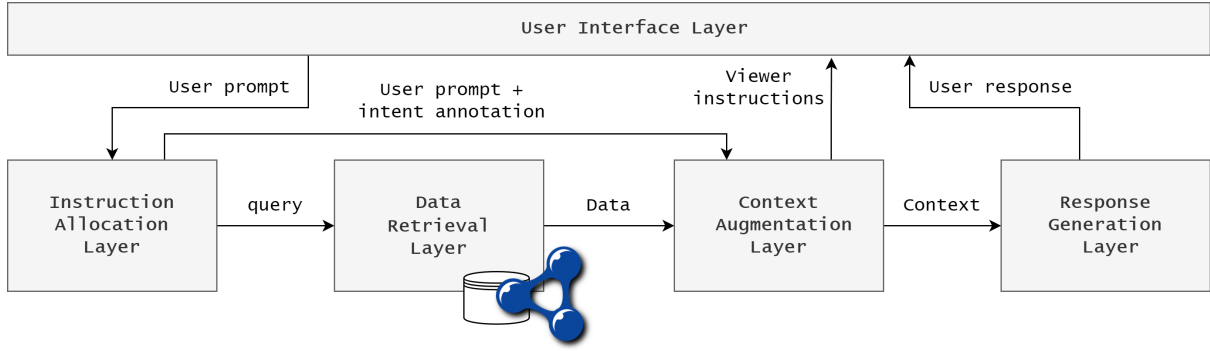 User Interface Layer
User prompt
User prompt +
intent annotation
Viewer
instructions
User response
Instruction
Allocation
Layer
query
Data
Retrieval
Layer
Data
Context
Augmentation
Layer
Context
Response
Generation
Layer